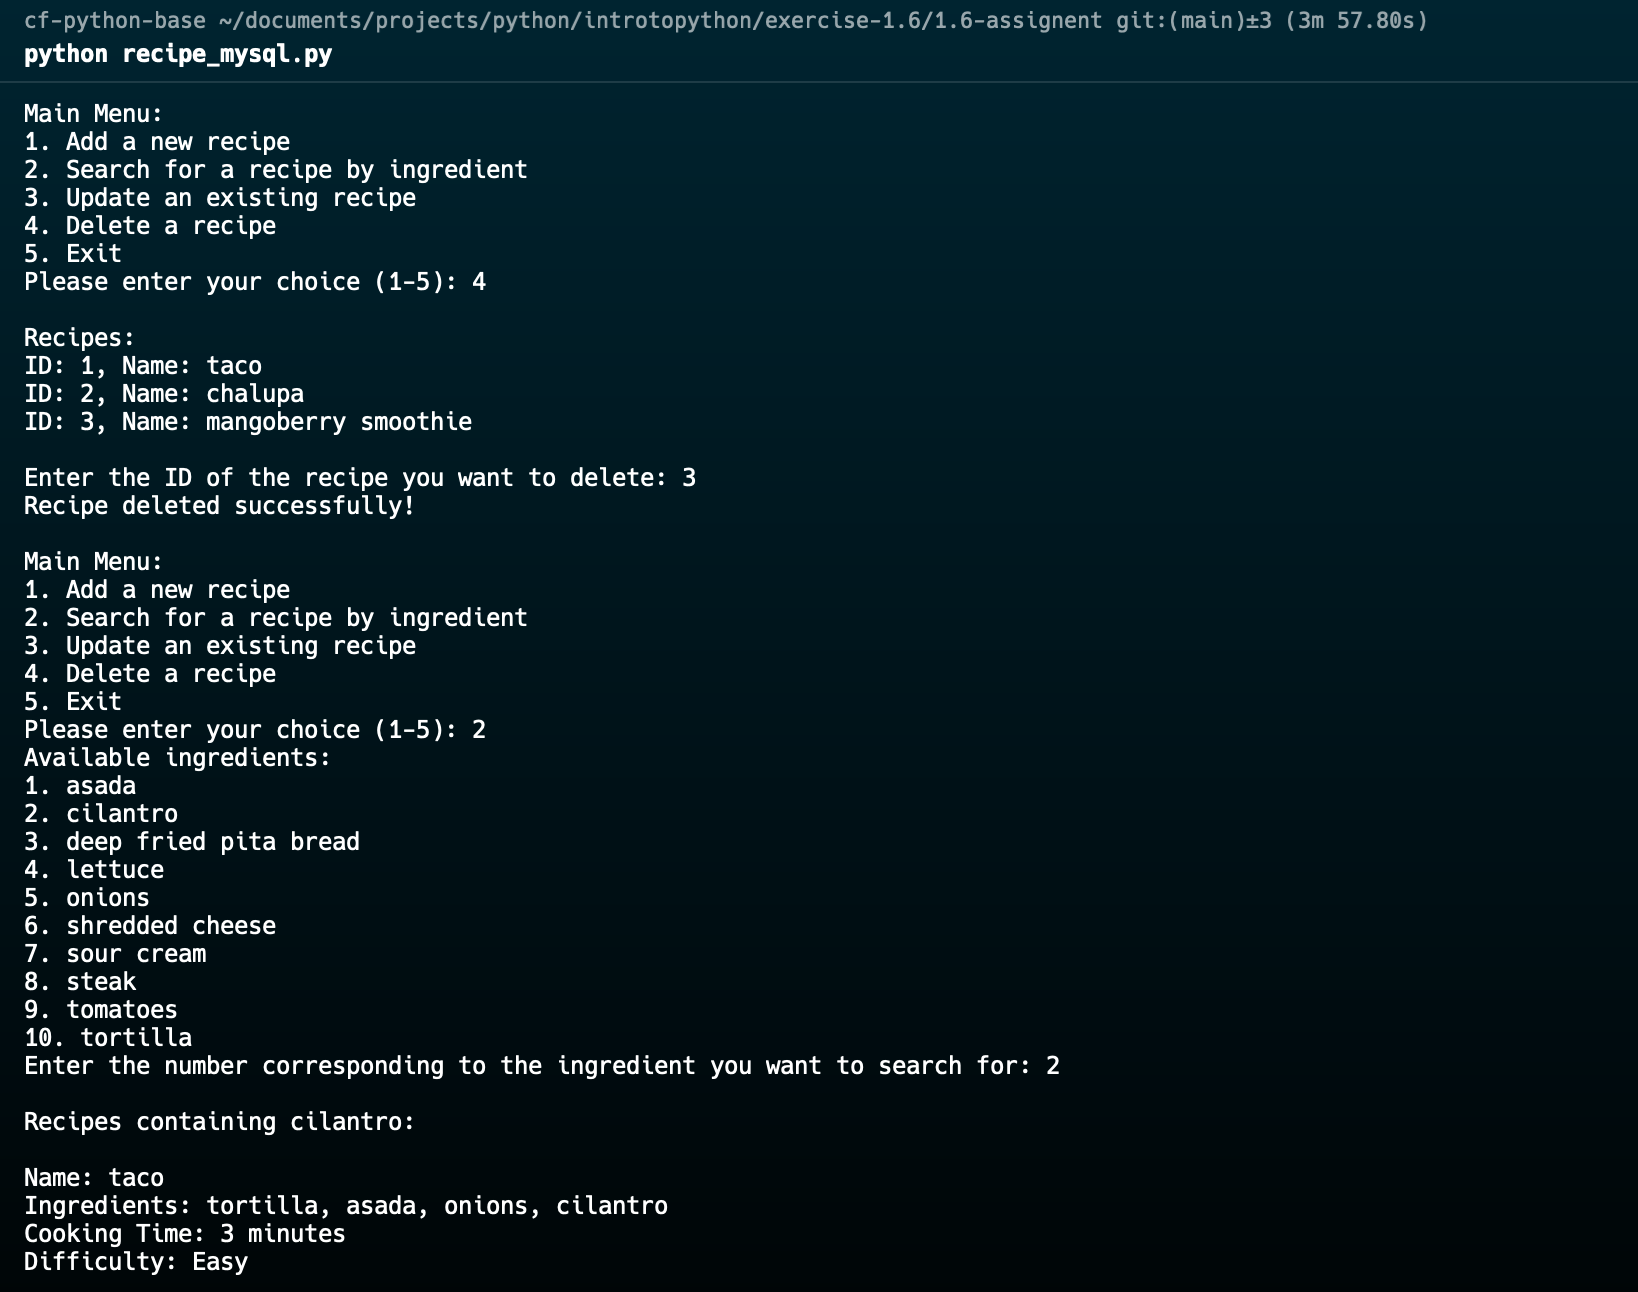 cf-python-base ~/documents/projects/python/introtopython/exercise-1.6/1.6-assignent git:(main)±3 (3m 57.80s)
python recipe_mysql.py
Main Menu:
1. Add a new recipe
2. Search for a recipe by ingredient
3. Update an existing recipe
4. Delete a recipe
5. Exit
Please enter your choice (1-5): 4
Recipes:
ID: 1, Name: taco
ID: 2, Name: chalupa
ID: 3, Name: mangoberry smoothie
Enter the ID of the recipe you want to delete: 3
Recipe deleted successfully!
Main Menu:
1. Add a new recipe
2. Search for a recipe by ingredient
3. Update an existing recipe
4. Delete a recipe
5. Exit
Please enter your choice (1-5): 2
Available ingredients:
1. asada
2. cilantro
3. deep fried pita bread
4. lettuce
5. onions
6. shredded cheese
7. sour cream
8. steak
9. tomatoes
10. tortilla
Enter the number corresponding to the ingredient you want to search for: 2
Recipes containing cilantro:
Name: taco
Ingredients: tortilla, asada, onions, cilantro
Cooking Time: 3 minutes
Difficulty: Easy